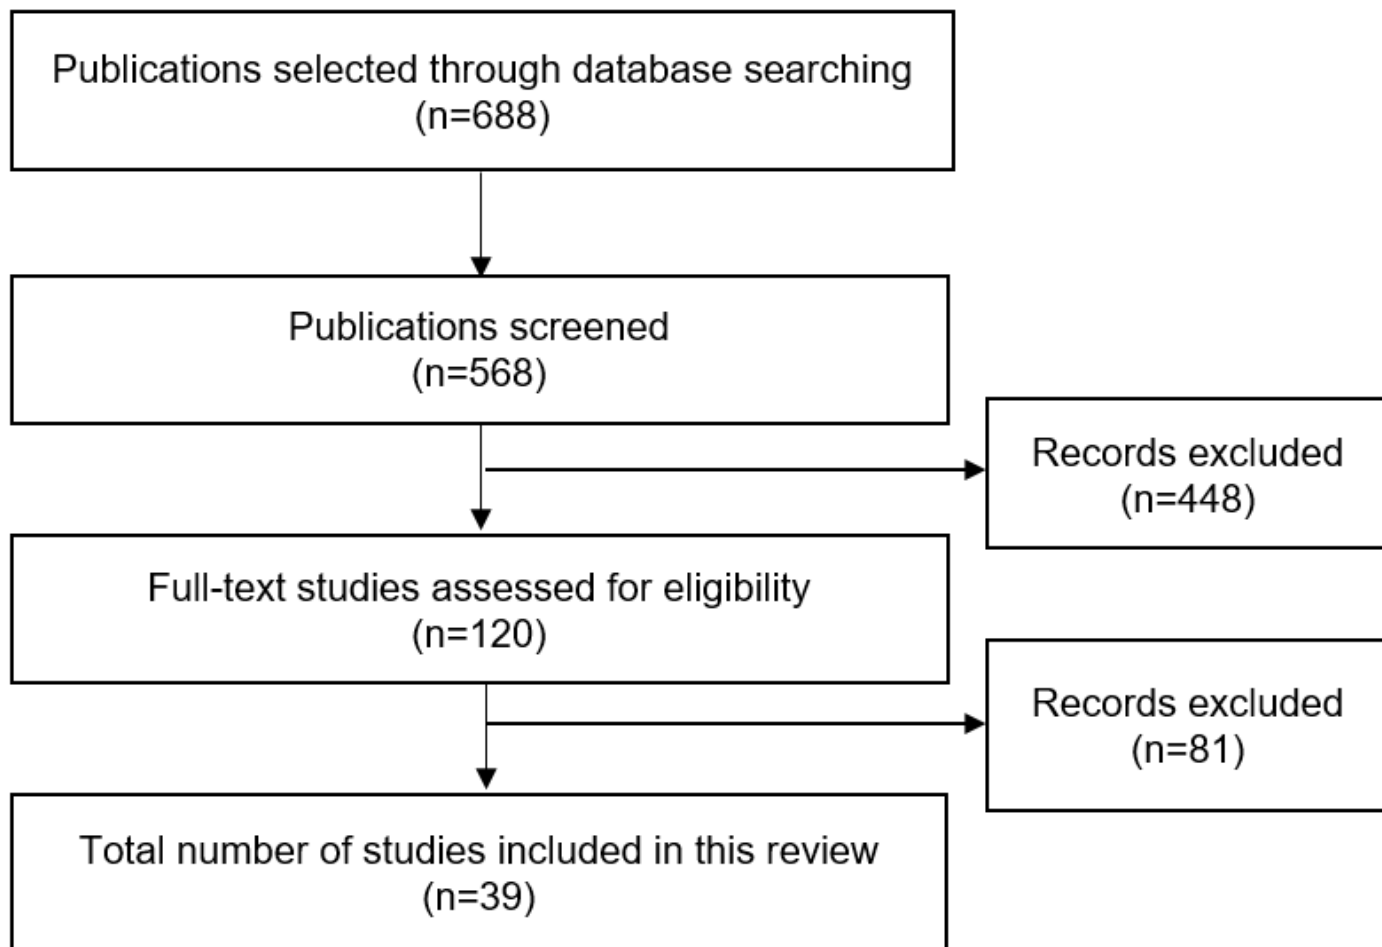 Publications selected through database searching
(n=688)
Publications screened
(n=568)
Records excluded
(n=448)
Full-text studies assessed for eligibility
(n=120)
Records excluded
(n=81)
Total number of studies included in this review
(n=39)